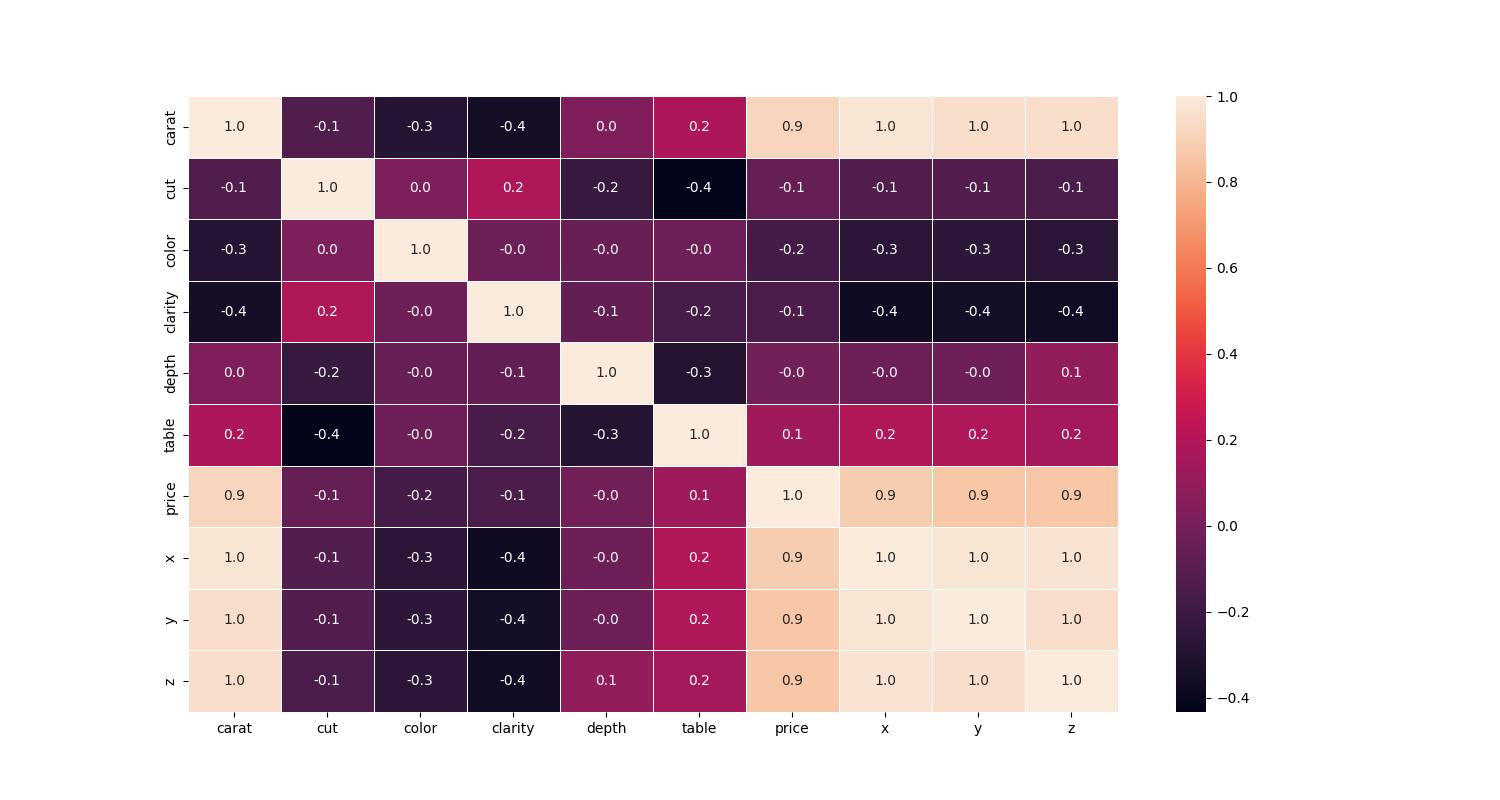 carat 1.0 -0.1 -0.3 -0.4 0.0 0.2 0.9 1.0 1.0 1.0
cut -0.1 1.0 0.0 0.2 -0.2 -0.4 -0.1 -0.1 -0.1 -0.1
color -0.3 0.0 1.0 -0.0 -0.0 -0.0 -0.2 -0.3 -0.3 -0.3
clarity -0.4 0.2 -0.0 1.0 -0.1 -0.2 -0.1 -0.4 -0.4 -0.4
depth 0.0 -0.2 -0.0 -0.1 1.0 -0.3 -0.0 -0.0 -0.0 0.1
table 0.2 -0.4 -0.0 -0.2 -0.3 1.0 0.1 0.2 0.2 0.2
price 0.9 -0.1 -0.2 -0.1 -0.0 0.1 1.0 0.9 0.9 0.9
x 1.0 -0.1 -0.3 -0.4 -0.0 0.2 0.9 1.0 1.0 1.0
y 1.0 -0.1 -0.3 -0.4 -0.0 0.2 0.9 1.0 1.0 1.0
z 1.0 -0.1 -0.3 -0.4 0.1 0.2 0.9 1.0 1.0 1.0
carat cut color clarity depth table price x y z
1.0
0.8
0.6
0.4
0.2
0.0
−0.2
−0.4